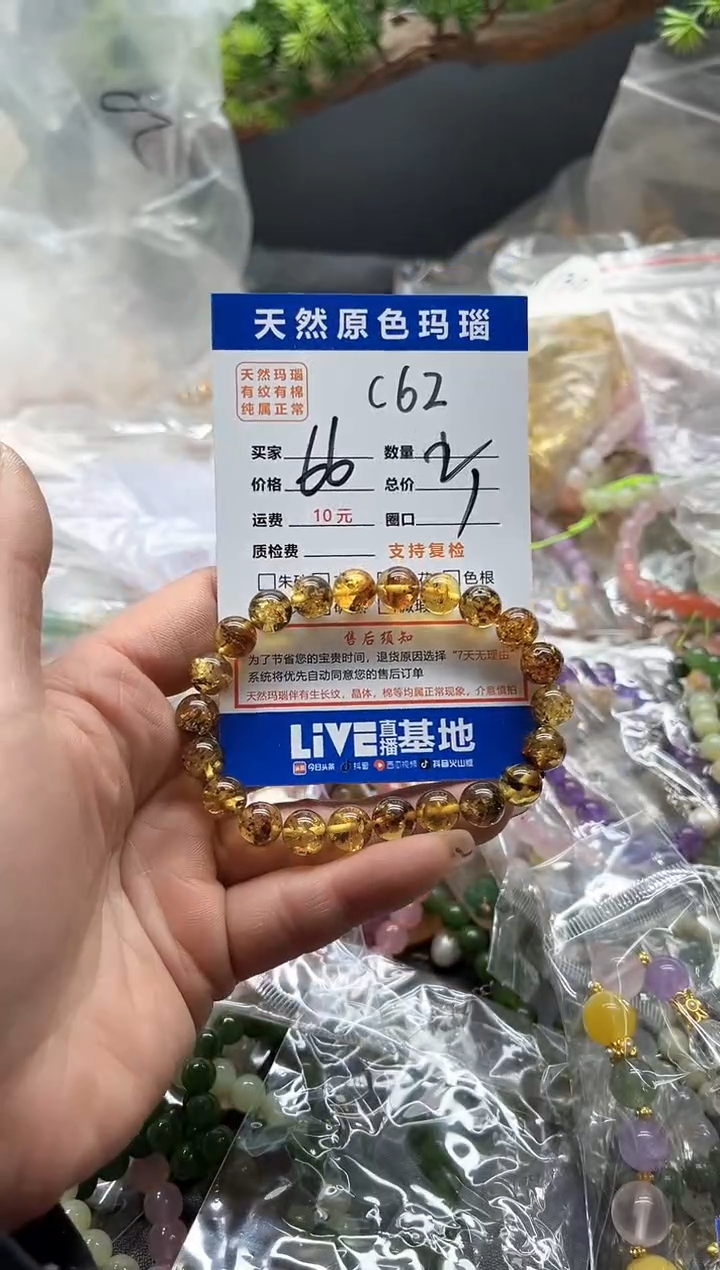 天然原色玛瑙
天然玛瑙
有纹有棉
纯属正常
C62
买家
数量
价格 66
总价
运费 10元
圈口
质检费
支持复检
色根
售后须知
为了节省您的宝贵时间，退货原因选择“7天无理由”
系统将优先自动同意您的售后订单
天然玛瑙伴有生长纹，晶体，棉等均属正常现象，介意慎拍
LiVE直播基地
今日头条 抖音 西瓜视频 抖音火山版